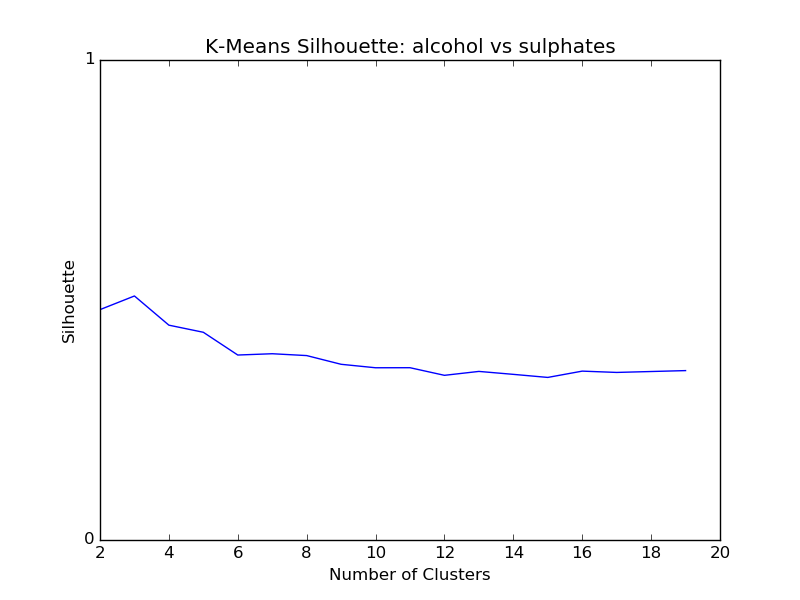 K-Means Silhouette: alcohol vs sulphates
1
Silhouette
0
2 4 6 8 10 12 14 16 18 20
Number of Clusters